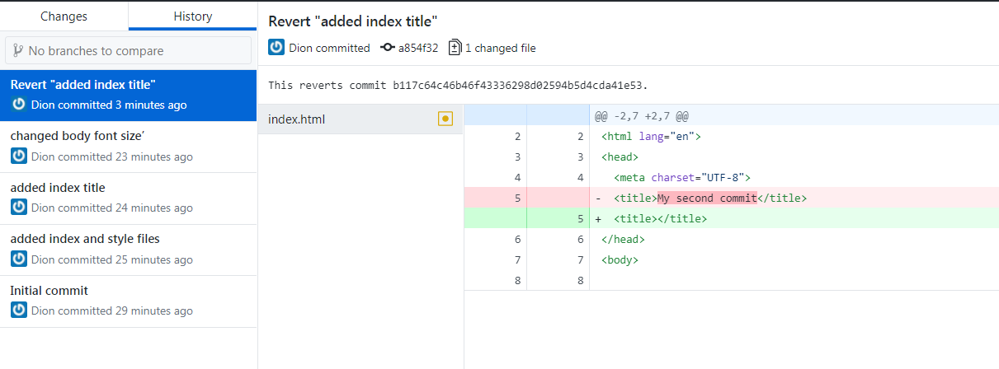 Changes History
No branches to compare
Revert "added index title"
Dion committed 3 minutes ago
changed body font size′
Dion committed 23 minutes ago
added index title
Dion committed 24 minutes ago
added index and style files
Dion committed 25 minutes ago
Initial commit
Dion committed 29 minutes ago
Revert "added index title"
Dion committed a854f32 1 changed file
This reverts commit b117c64c46b46f43336298d02594b5d4cda41e53.
index.html
@@ -2,7 +2,7 @@
2 2 <html lang="en">
3 3 <head>
4 4 <meta charset="UTF-8">
5 - <title>My second commit</title>
5 + <title></title>
6 6 </head>
7 7 <body>
8 8